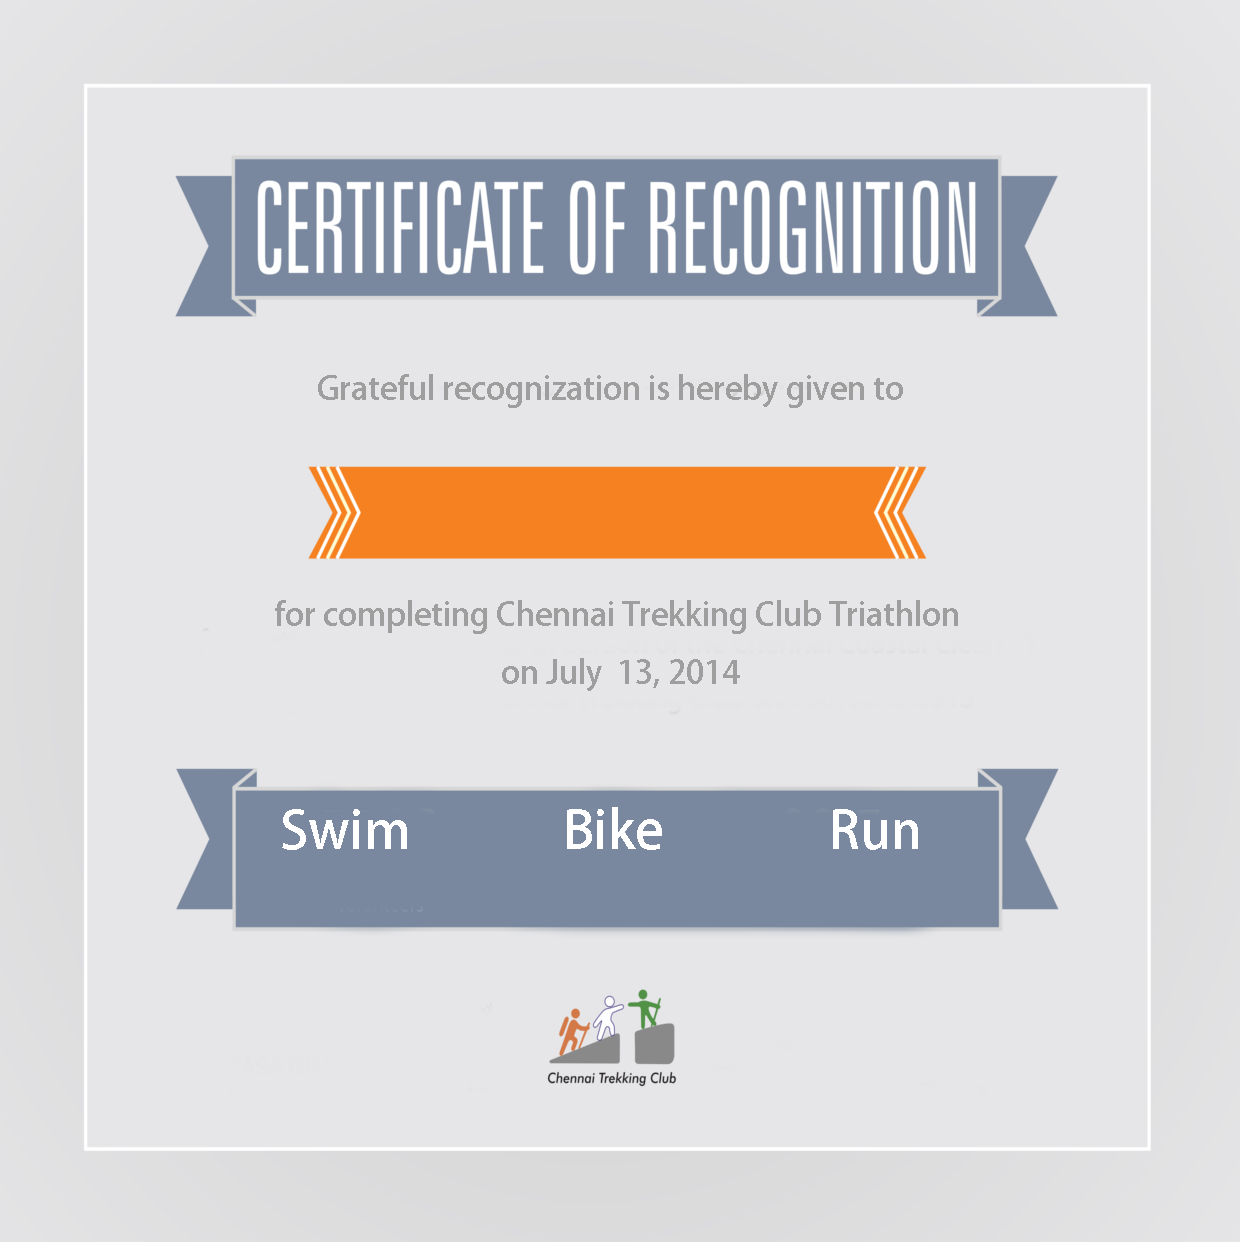 CERTIFICATE OF RECOGNITION
Grateful recognization is hereby given to
for completing Chennai Trekking Club Triathlon
on July  13, 2014
Swim Bike Run
Chennai Trekking Club